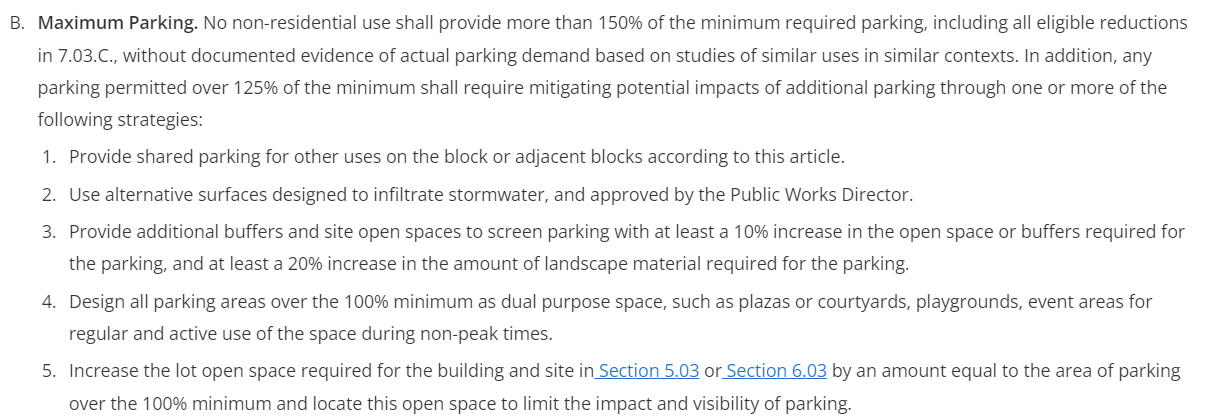 B. Maximum Parking. No non-residential use shall provide more than 150% of the minimum required parking, including all eligible reductions
in 7.03.C., without documented evidence of actual parking demand based on studies of similar uses in similar contexts. In addition, any
parking permitted over 125% of the minimum shall require mitigating potential impacts of additional parking through one or more of the
following strategies:
1. Provide shared parking for other uses on the block or adjacent blocks according to this article.
2. Use alternative surfaces designed to infiltrate stormwater, and approved by the Public Works Director.
3. Provide additional buffers and site open spaces to screen parking with at least a 10% increase in the open space or buffers required for
the parking, and at least a 20% increase in the amount of landscape material required for the parking.
4. Design all parking areas over the 100% minimum as dual purpose space, such as plazas or courtyards, playgrounds, event areas for
regular and active use of the space during non-peak times.
5. Increase the lot open space required for the building and site in Section 5.03 or Section 6.03 by an amount equal to the area of parking
over the 100% minimum and locate this open space to limit the impact and visibility of parking.